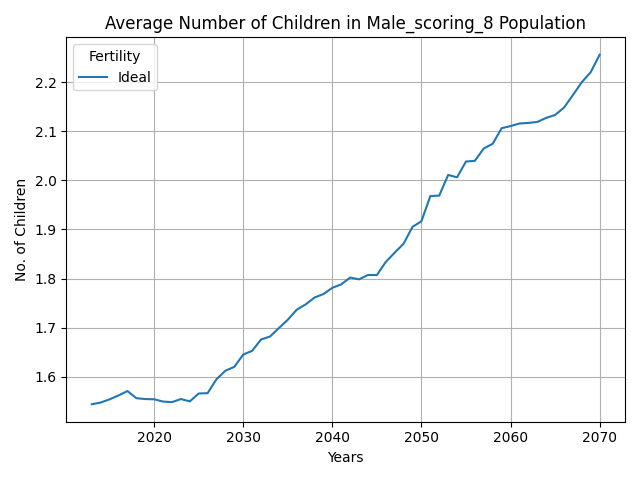 Average Number of Children in Male_scoring_8 Population
Fertility
Ideal
No. of Children
2.2
2.1
2.0
1.9
1.8
1.7
1.6
2020 2030 2040 2050 2060 2070
Years